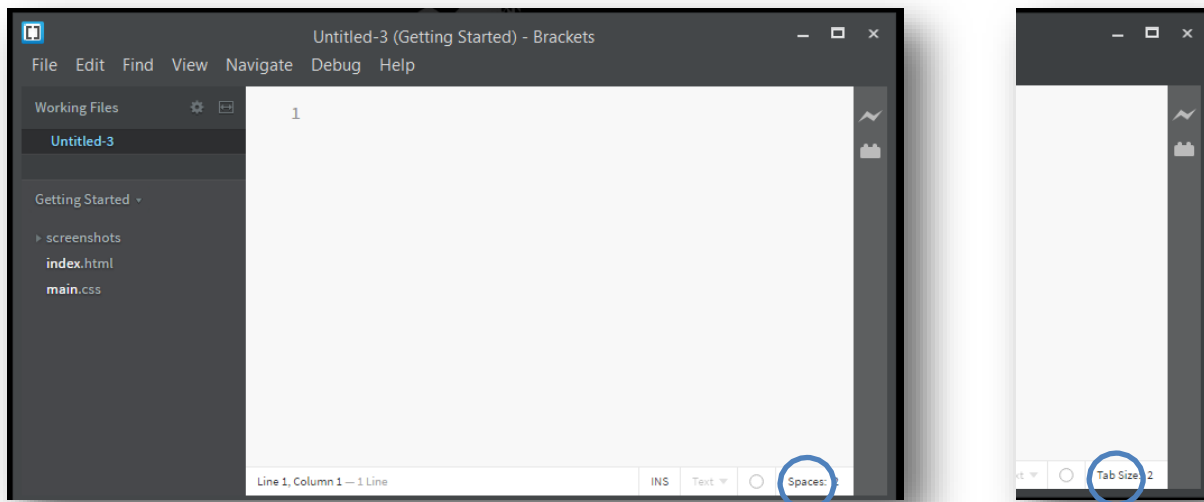 Untitled-3 (Getting Started) - Brackets
File Edit Find View Navigate Debug Help
Working Files
1
Untitled-3
Getting Started
screenshots
index.html
main.css
Line 1, Column 1 — 1 Line INS Text Spaces: 2
Tab Size: 2